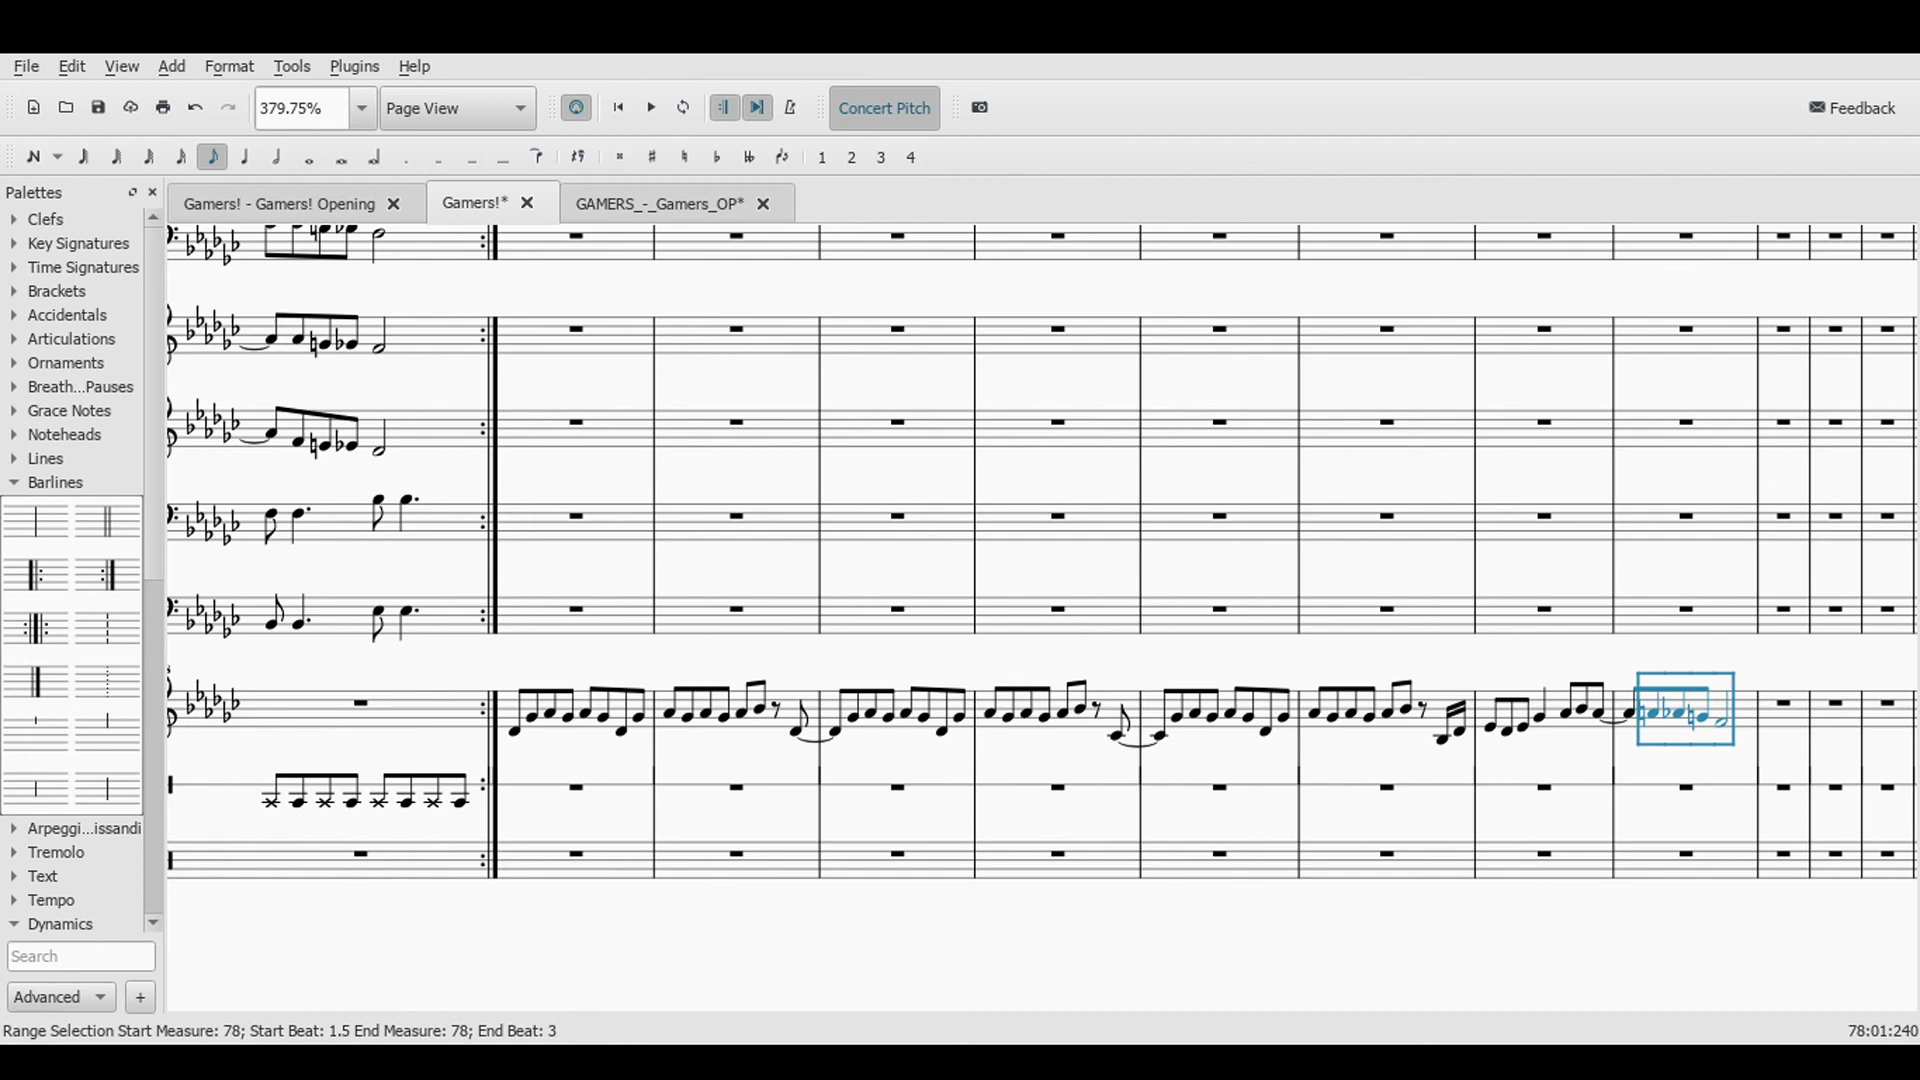 File Edit View Add Format Tools Plugins Help
379.75% Page View Concert Pitch Feedback
1 2 3 4
Palettes
Gamers! - Gamers! Opening Gamers!* GAMERS_-_Gamers_OP*
Clefs
Key Signatures
Time Signatures
Brackets
Accidentals
Articulations
Ornaments
Breath...Pauses
Grace Notes
Noteheads
Lines
Barlines
Arpeggi...issandi
Tremolo
Text
Tempo
Dynamics
Search
Advanced +
Range Selection Start Measure: 78; Start Beat: 1.5 End Measure: 78; End Beat: 3 78:01:240